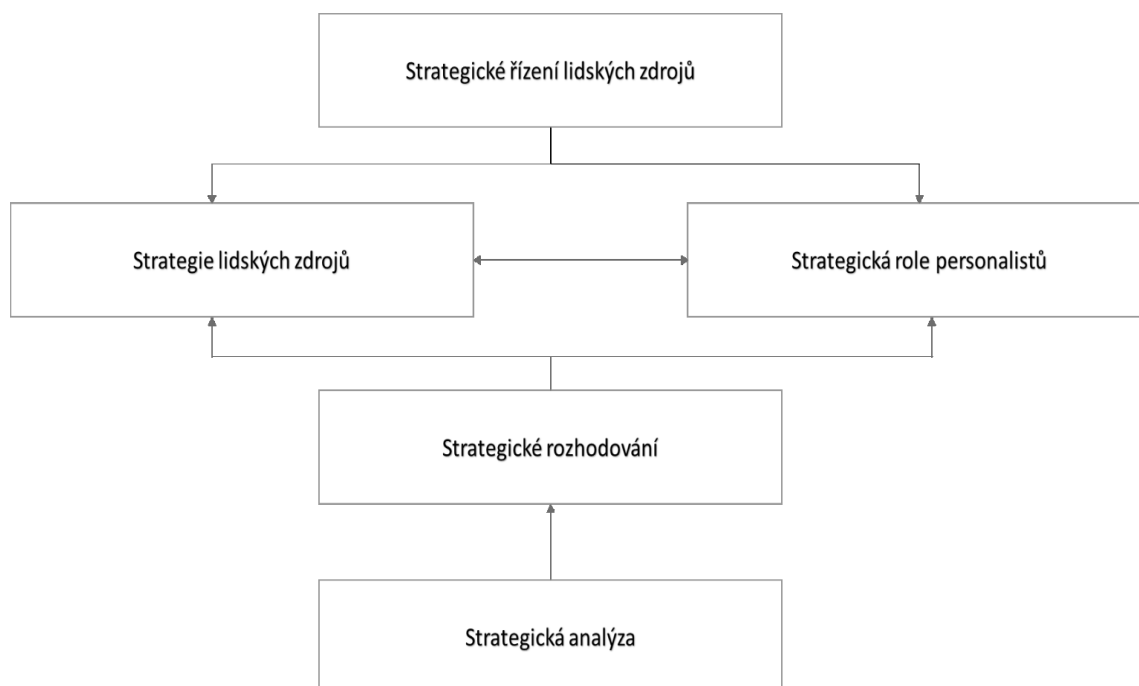 Strategické řízení lidských zdrojů
Strategie lidských zdrojů
Strategická role personalistů
Strategické rozhodování
Strategická analýza